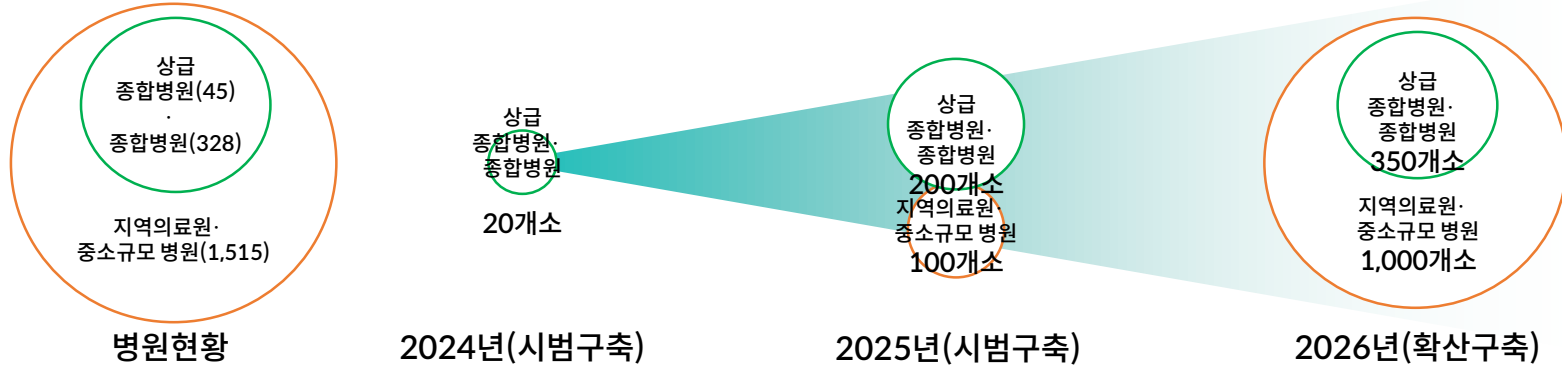 상급
종합병원(45)
·
종합병원(328)
지역의료원·
중소규모 병원(1,515)
병원현황
상급
종합병원·
종합병원
20개소
2024년(시범구축)
상급
종합병원·
종합병원
200개소
지역의료원·
중소규모 병원
100개소
2025년(시범구축)
상급
종합병원·
종합병원
350개소
지역의료원·
중소규모 병원
1,000개소
2026년(확산구축)